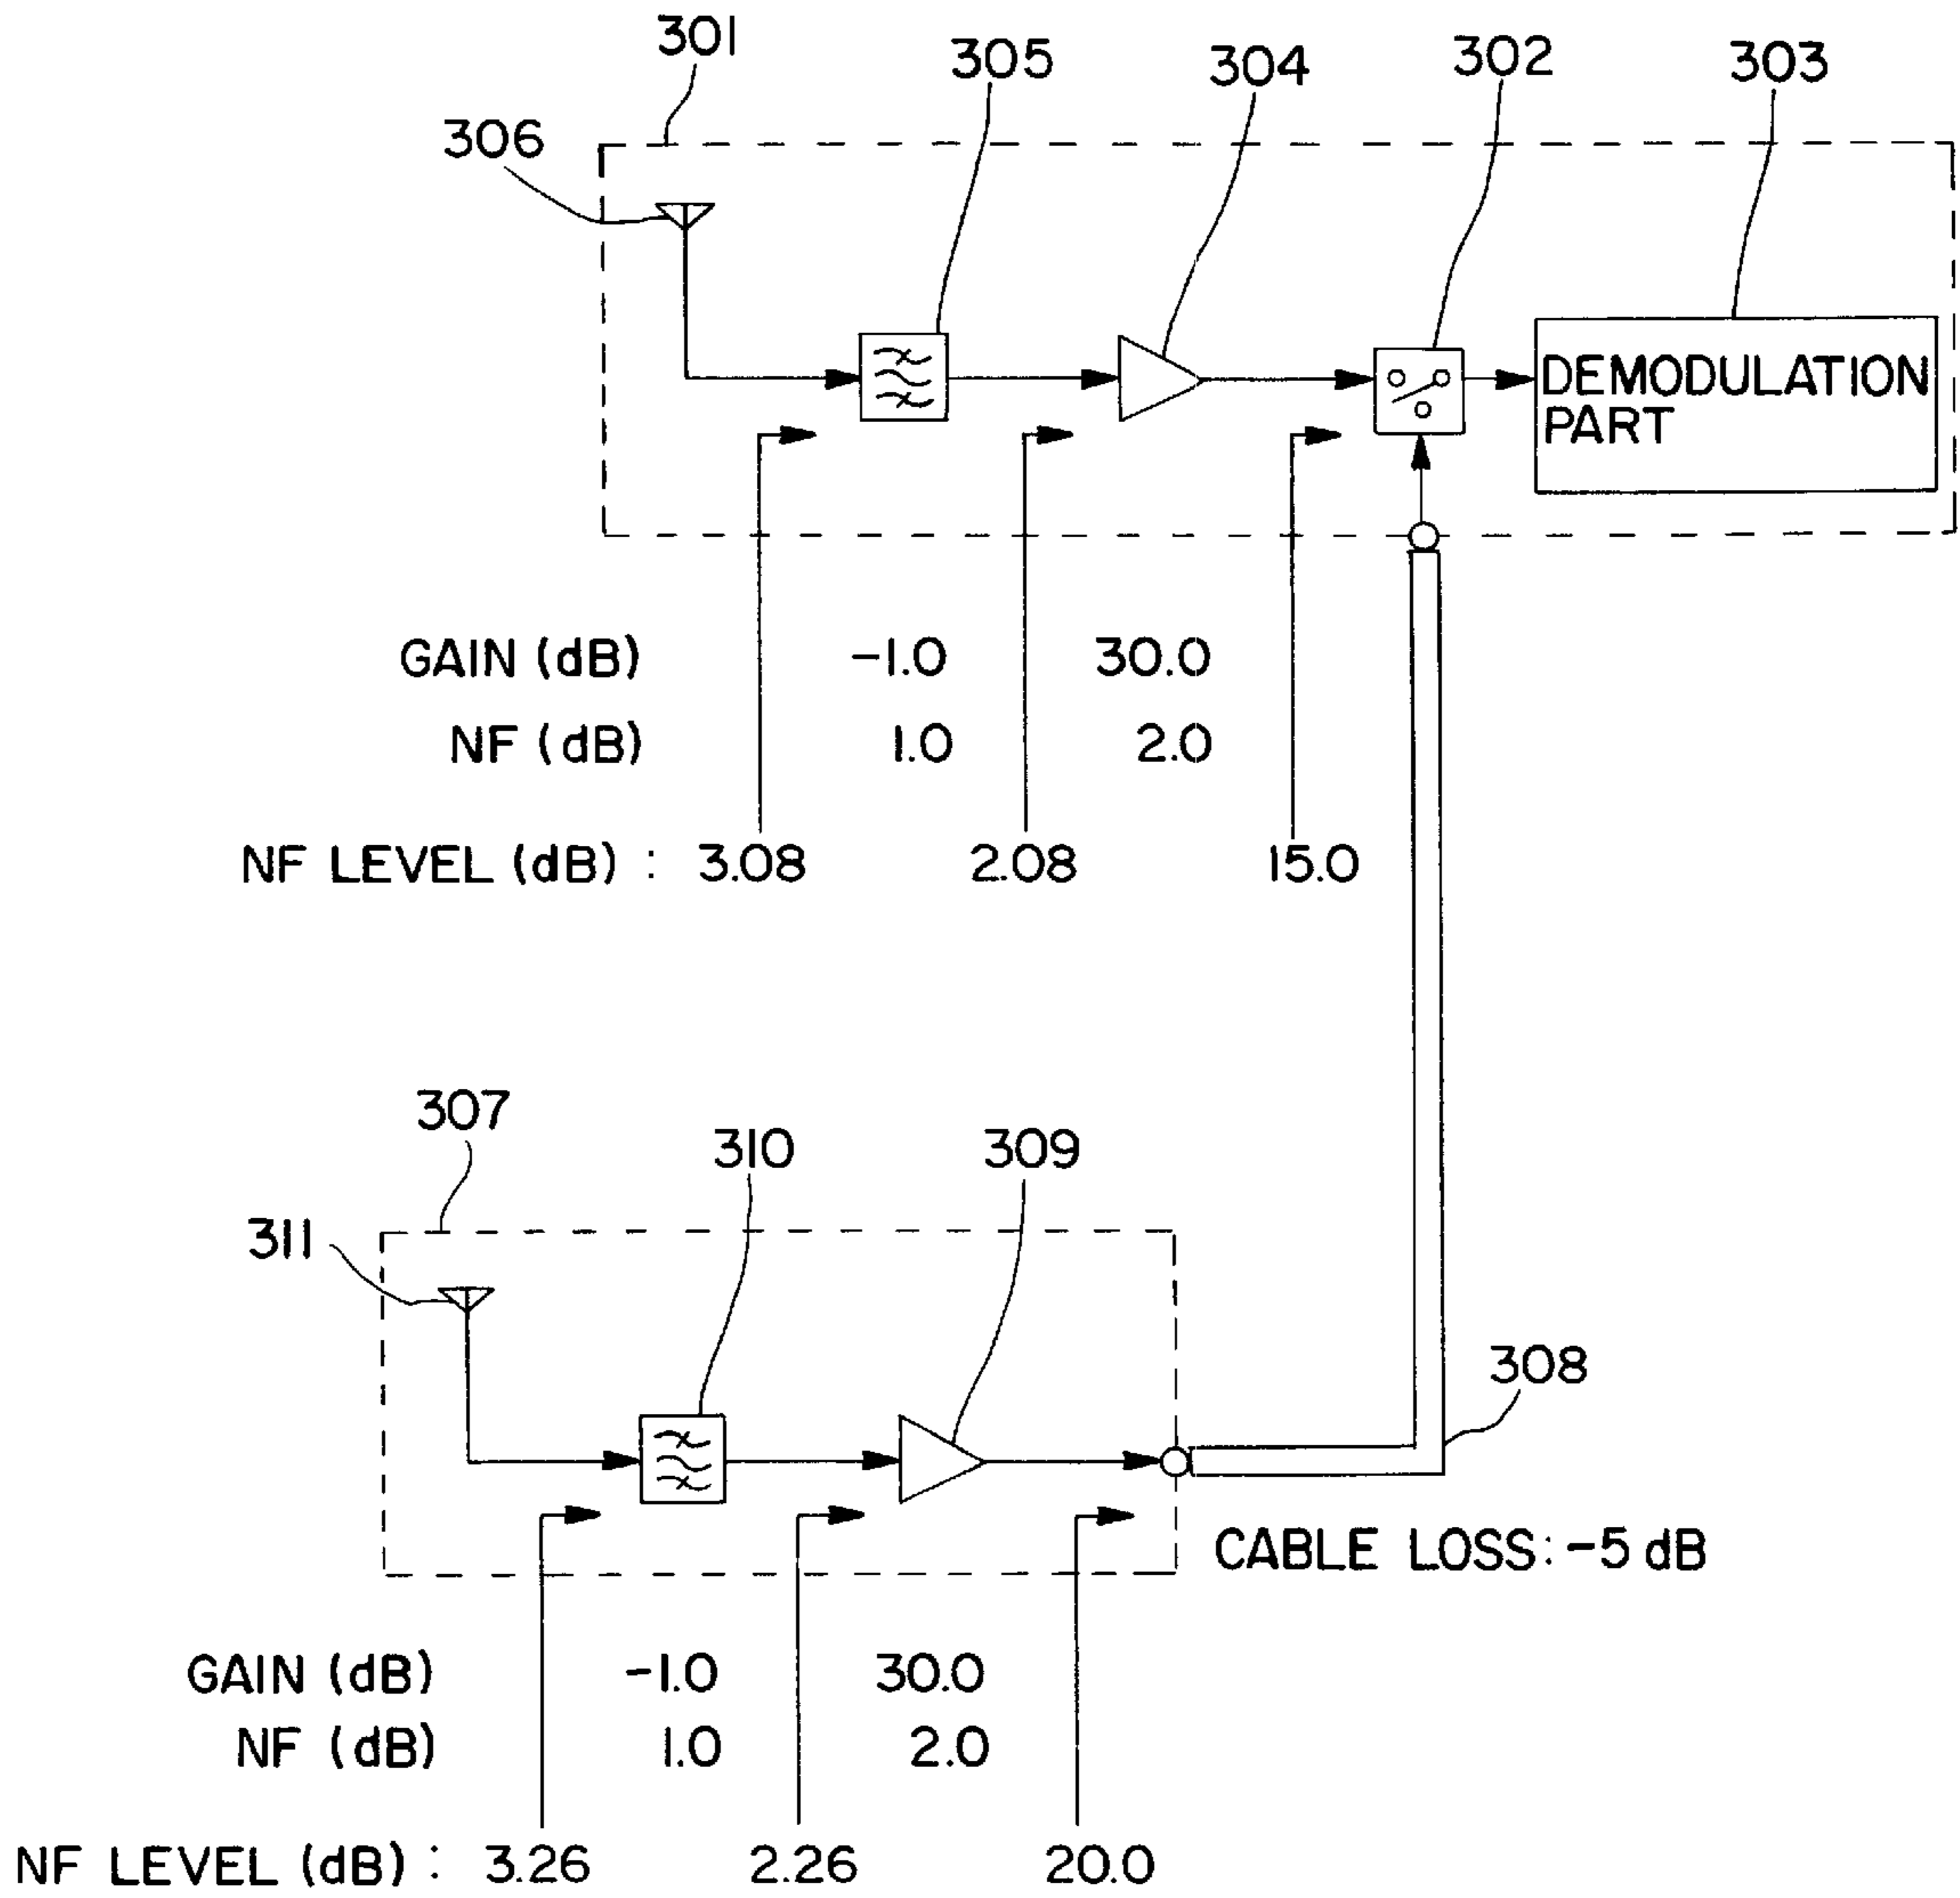 301
305
304
302
303
306
DEMODULATION
PART
GAIN (dB) -1.0 30.0
NF (dB) 1.0 2.0
NF LEVEL (dB) : 3.08 2.08 15.0
307
310
309
311
308
CABLE LOSS: -5 dB
GAIN (dB) -1.0 30.0
NF (dB) 1.0 2.0
NF LEVEL (dB) : 3.26 2.26 20.0